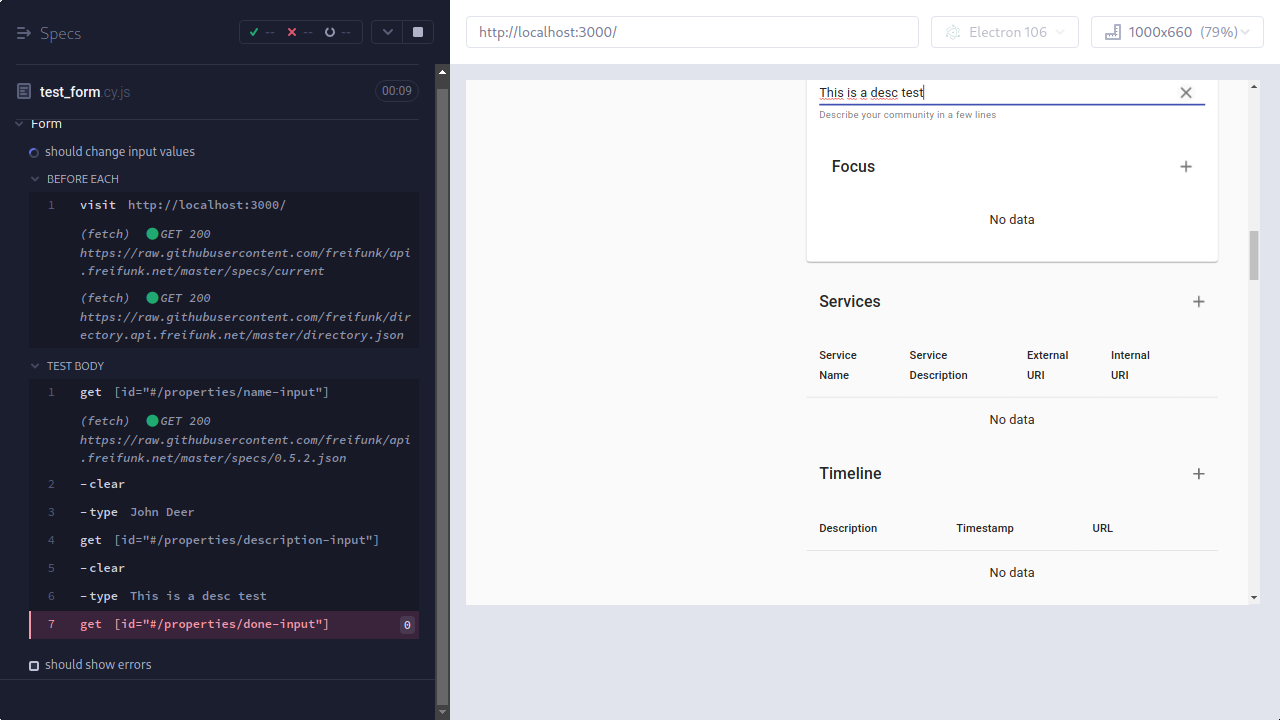 Specs
-- -- --
test_form.cy.js 00:09
Form
should change input values
BEFORE EACH
1 visit http://localhost:3000/
(fetch) GET 200
https://raw.githubusercontent.com/freifunk/api
.freifunk.net/master/specs/current
(fetch) GET 200
https://raw.githubusercontent.com/freifunk/dir
ectory.api.freifunk.net/master/directory.json
TEST BODY
1 get [id="#/properties/name-input"]
(fetch) GET 200
https://raw.githubusercontent.com/freifunk/api
.freifunk.net/master/specs/0.5.2.json
2 -clear
3 -type John Deer
4 get [id="#/properties/description-input"]
5 -clear
6 -type This is a desc test
7 get [id="#/properties/done-input"] 0
should show errors
http://localhost:3000/
Electron 106
1000x660 (79%)
This is a desc test
Describe your community in a few lines
Focus
No data
Services
Service Name
Service Description
External URI
Internal URI
No data
Timeline
Description Timestamp URL
No data